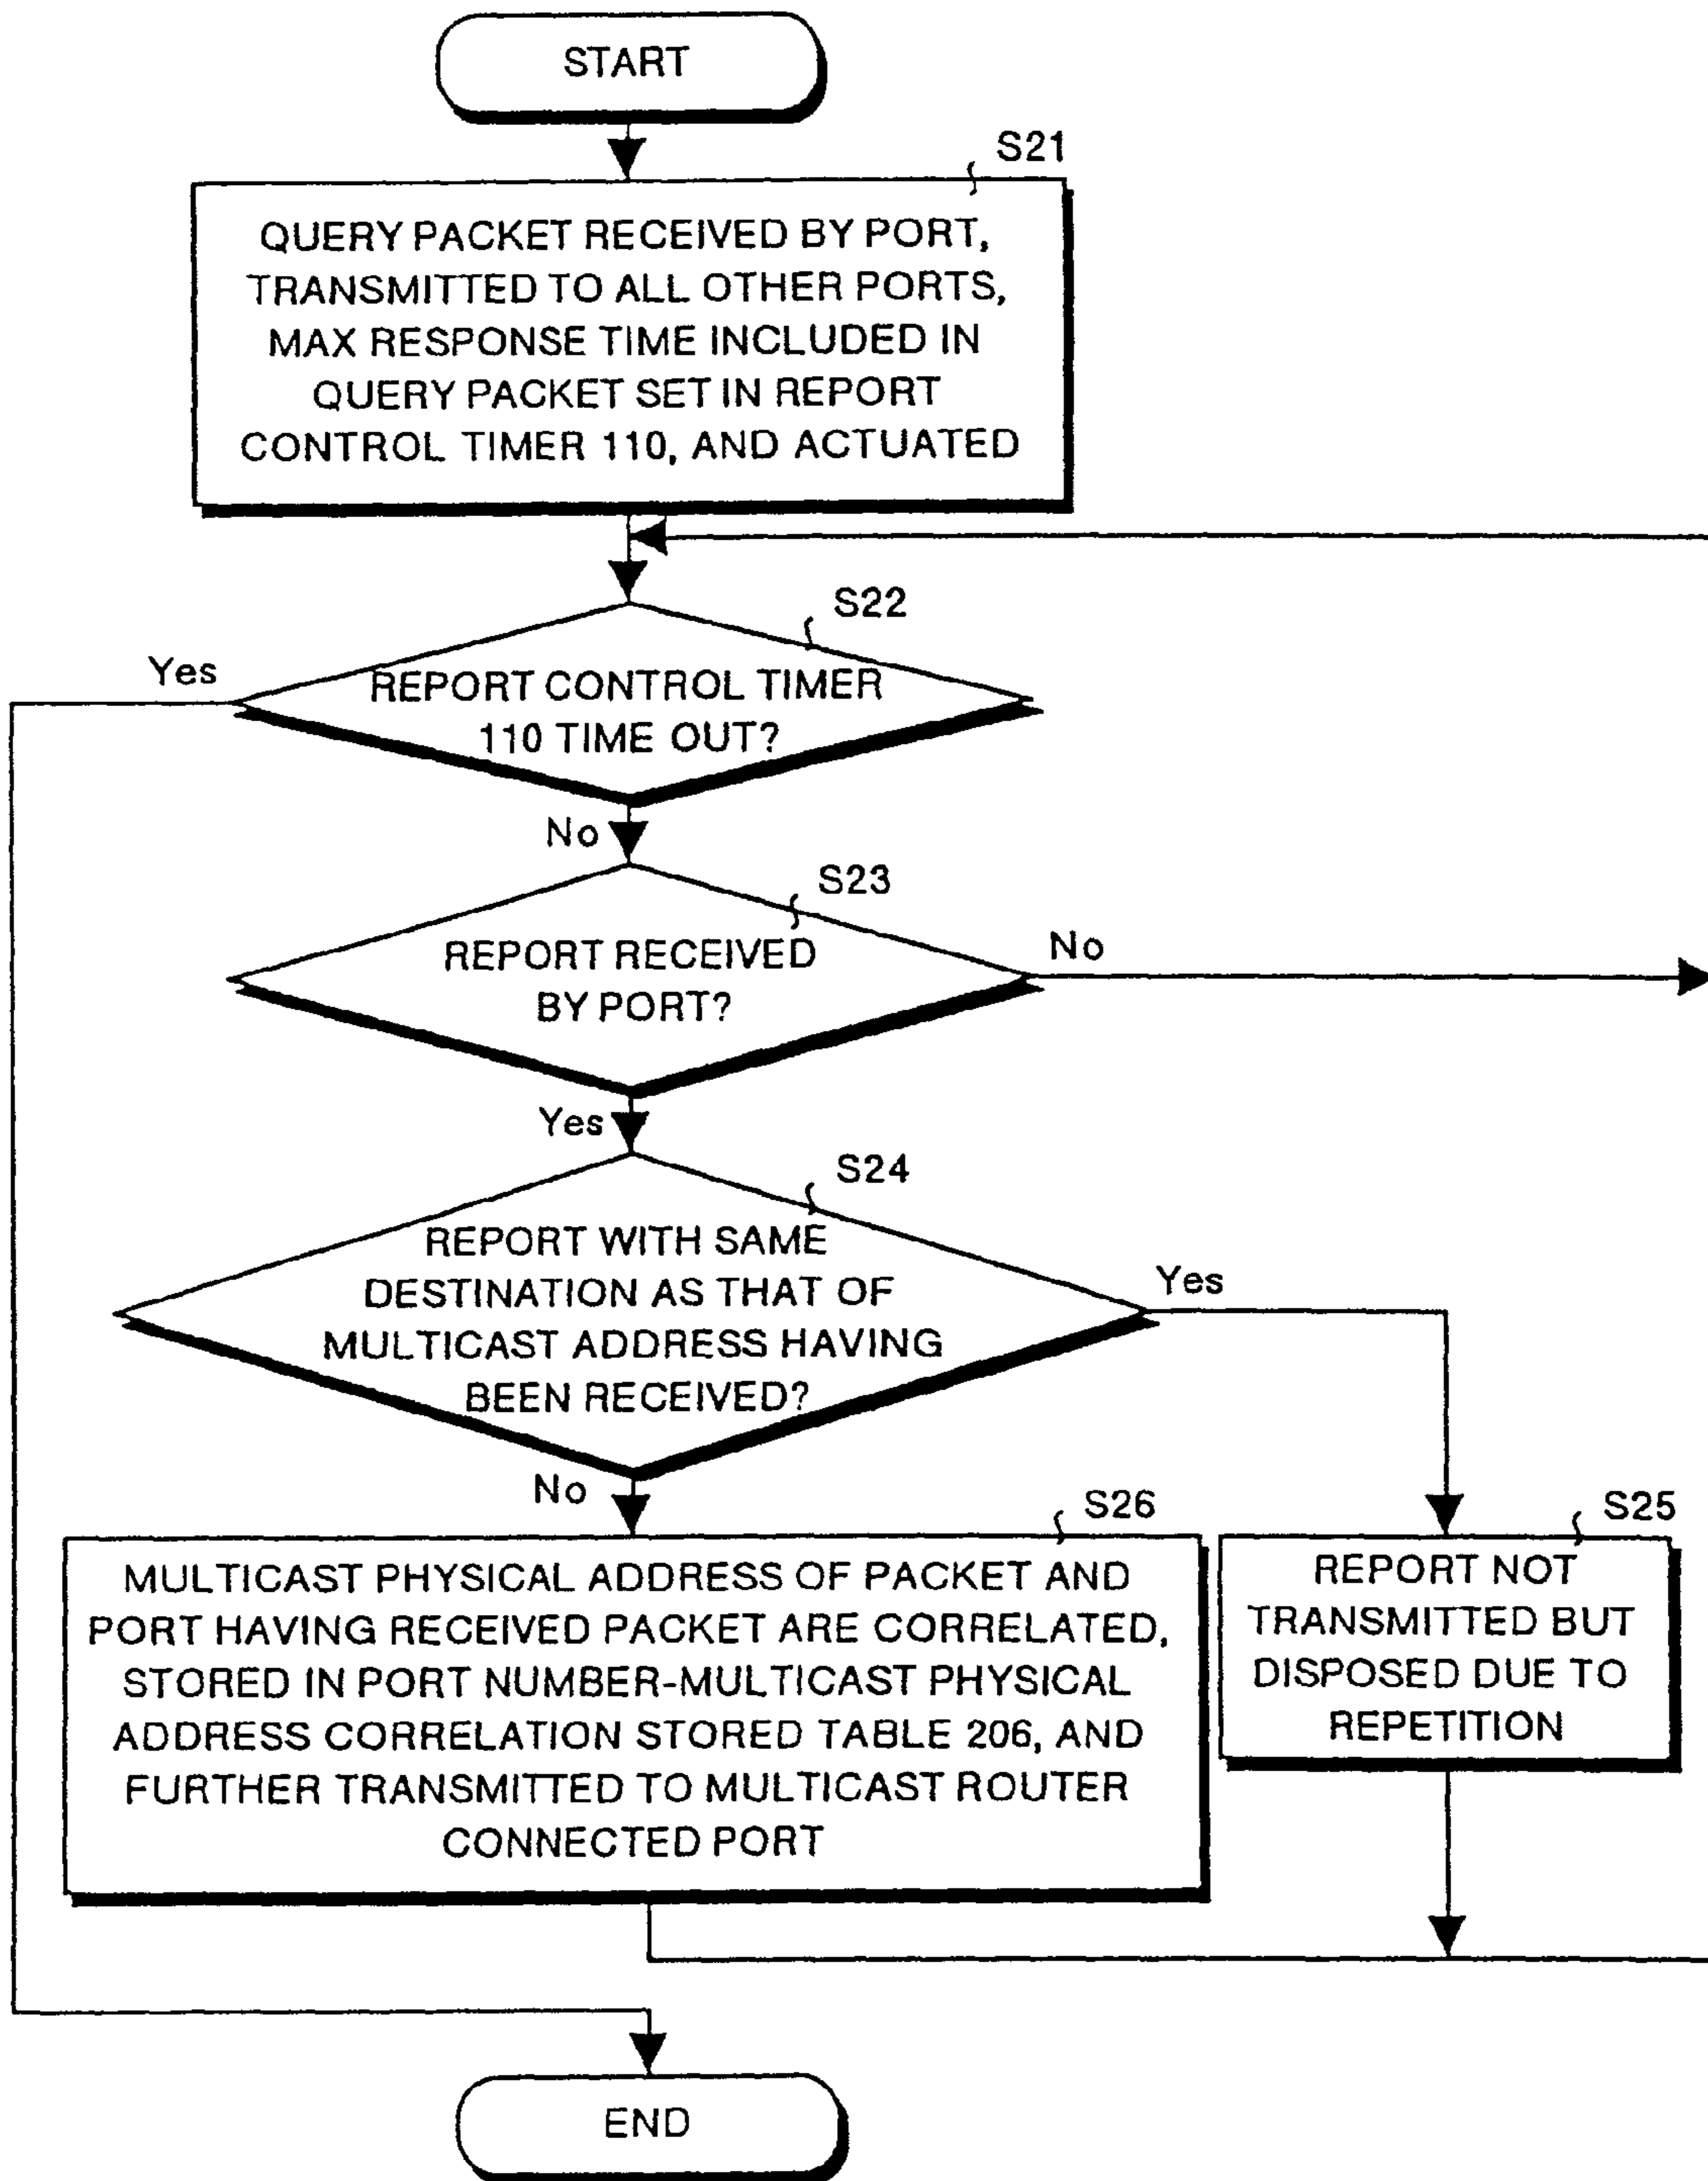 START
S21
QUERY PACKET RECEIVED BY PORT,
TRANSMITTED TO ALL OTHER PORTS,
MAX RESPONSE TIME INCLUDED IN
QUERY PACKET SET IN REPORT
CONTROL TIMER 110, AND ACTUATED
S22
Yes
REPORT CONTROL TIMER
110 TIME OUT?
No
S23
REPORT RECEIVED
BY PORT?
No
Yes
S24
REPORT WITH SAME
DESTINATION AS THAT OF
MULTICAST ADDRESS HAVING
BEEN RECEIVED?
Yes
No
S26
MULTICAST PHYSICAL ADDRESS OF PACKET AND
PORT HAVING RECEIVED PACKET ARE CORRELATED,
STORED IN PORT NUMBER-MULTICAST PHYSICAL
ADDRESS CORRELATION STORED TABLE 206, AND
FURTHER TRANSMITTED TO MULTICAST ROUTER
CONNECTED PORT
S25
REPORT NOT
TRANSMITTED BUT
DISPOSED DUE TO
REPETITION
END